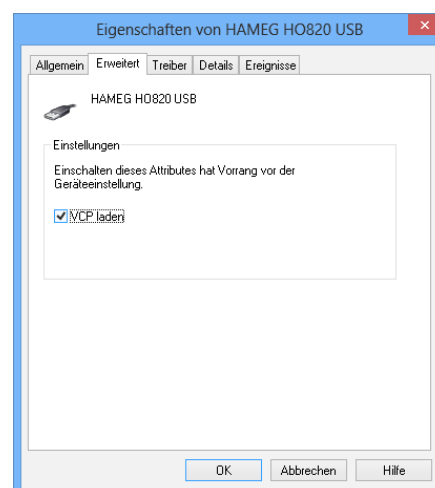 Eigenschaften von HAMEG HO820 USB
Allgemein Erweitert Treiber Details Ereignisse
HAMEG HO820 USB
Einstellungen
Einschalten dieses Attributes hat Vorrang vor der
Geräteeinstellung.
VCP laden
OK Abbrechen Hilfe